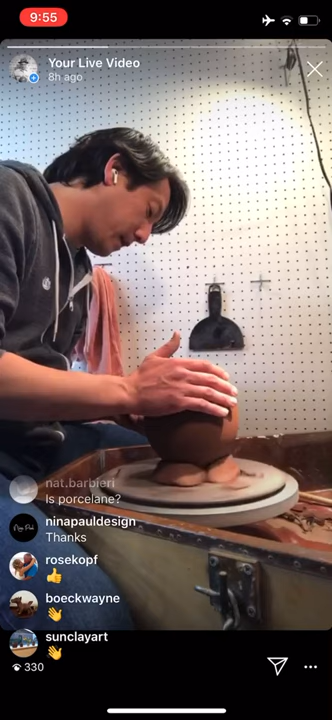 9:55
Your Live Video
8h ago
nat.barbieri
Is porcelane?
ninapauldesign
Thanks
rosekopf
👍
boeckwayne
👋
sunclayart
👋
330